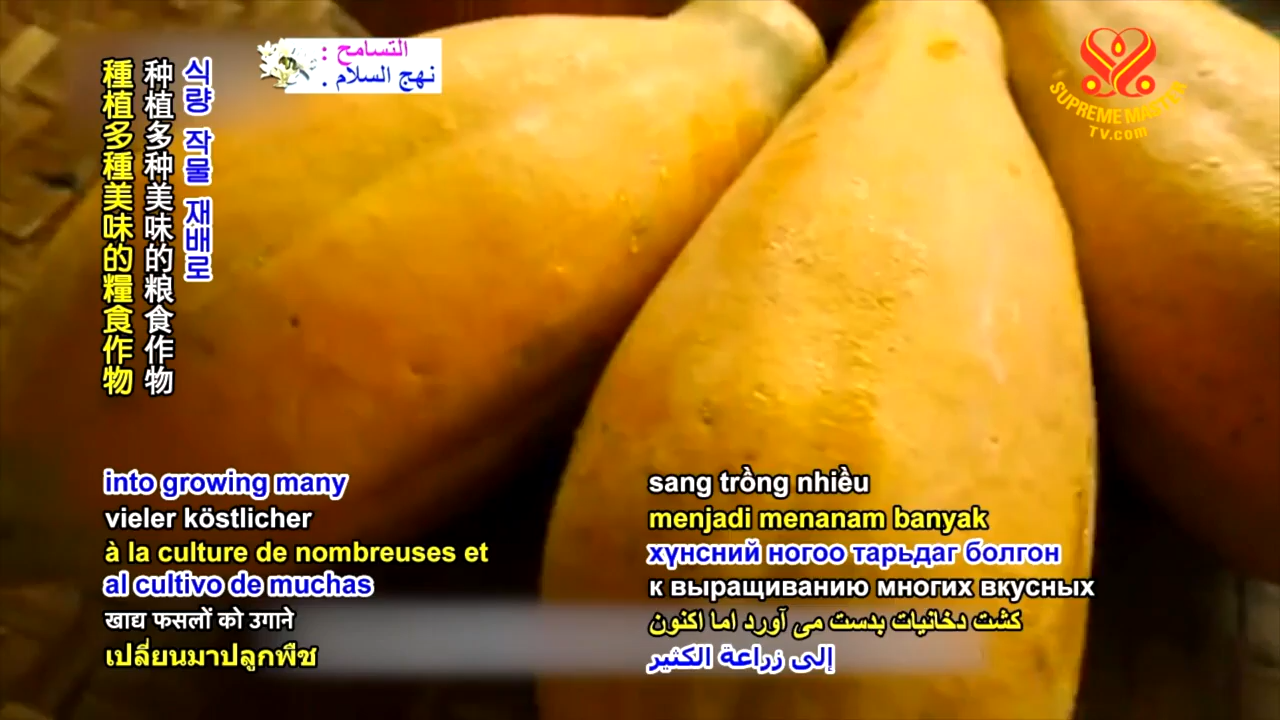 التسامح :
نهج السلام .
SUPREME MASTER
TV.com
식량 작물 재배로
种植多种美味的粮食作物
種植多種美味的糧食作物
into growing many
vieler köstlicher
à la culture de nombreuses et
al cultivo de muchas
खाद्य फसलों को उगाने
เปลี่ยนมาปลูกพืช
sang trồng nhiều
menjadi menanam banyak
хүнсний ногоо тарьдаг болгон
к выращиванию многих вкусных
کشت دخانیات بدست می آورد اما اکنون
إلى زراعة الكثير